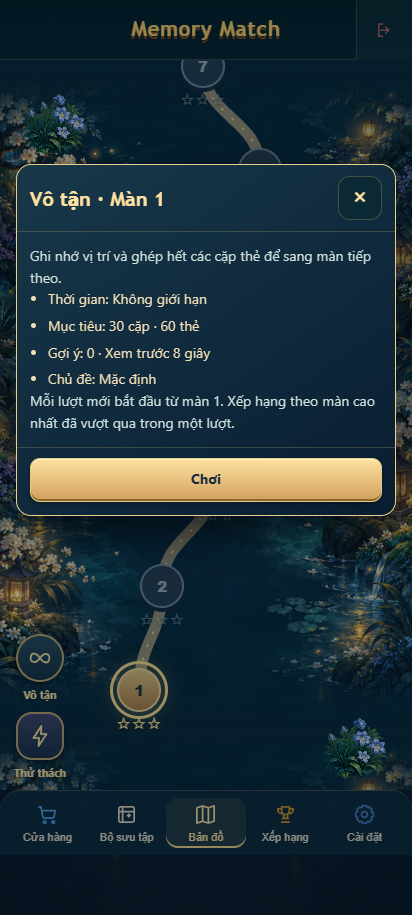 Memory Match
7
Vô tận · Màn 1
×
Ghi nhớ vị trí và ghép hết các cặp thẻ để sang màn tiếp
theo.
• Thời gian: Không giới hạn
• Mục tiêu: 30 cặp · 60 thẻ
• Gợi ý: 0 · Xem trước 8 giây
• Chủ đề: Mặc định
Mỗi lượt mới bắt đầu từ màn 1. Xếp hạng theo màn cao
nhất đã vượt qua trong một lượt.
Chơi
2
1
Vô tận
Thử thách
Cửa hàng
Bộ sưu tập
Bản đồ
Xếp hạng
Cài đặt